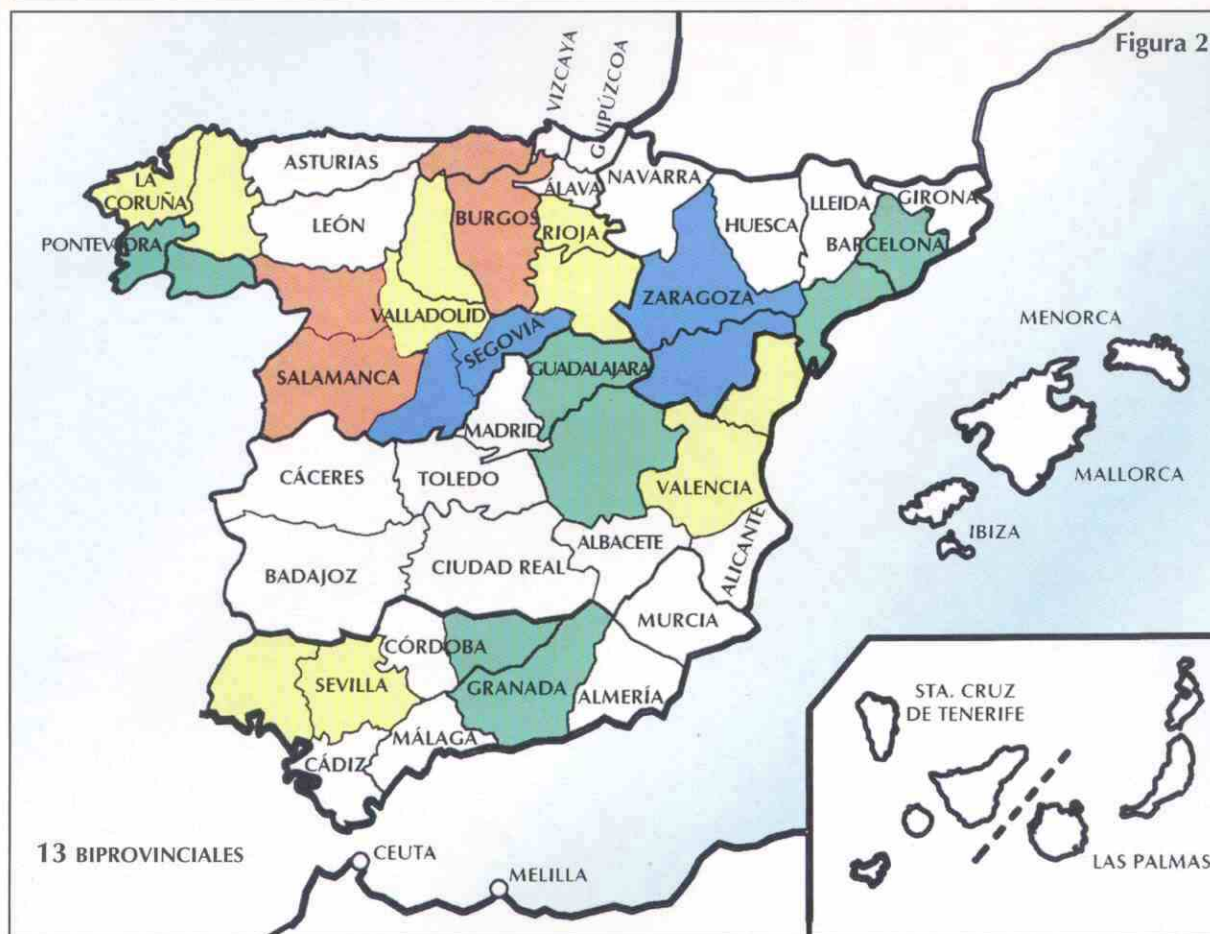 Figura 2
VIZCAYA
GUIPÚZCOA
ASTURIAS
LA
CORUÑA
NAVARRA
ÁLAVA
LEÓN
BURGOS
RIOJA
HUESCA
LLEIDA
GIRONA
PONTEVEDRA
BARCELONA
VALLADOLID
ZARAGOZA
SEGOVIA
MENORCA
SALAMANCA
GUADALAJARA
MADRID
CÁCERES
TOLEDO
VALENCIA
MALLORCA
IBIZA
ALBACETE
ALICANTE
BADAJOZ
CIUDAD REAL
MURCIA
CÓRDOBA
SEVILLA
GRANADA
ALMERÍA
STA. CRUZ
DE TENERIFE
MÁLAGA
CÁDIZ
13 BIPROVINCIALES
CEUTA
MELILLA
LAS PALMAS